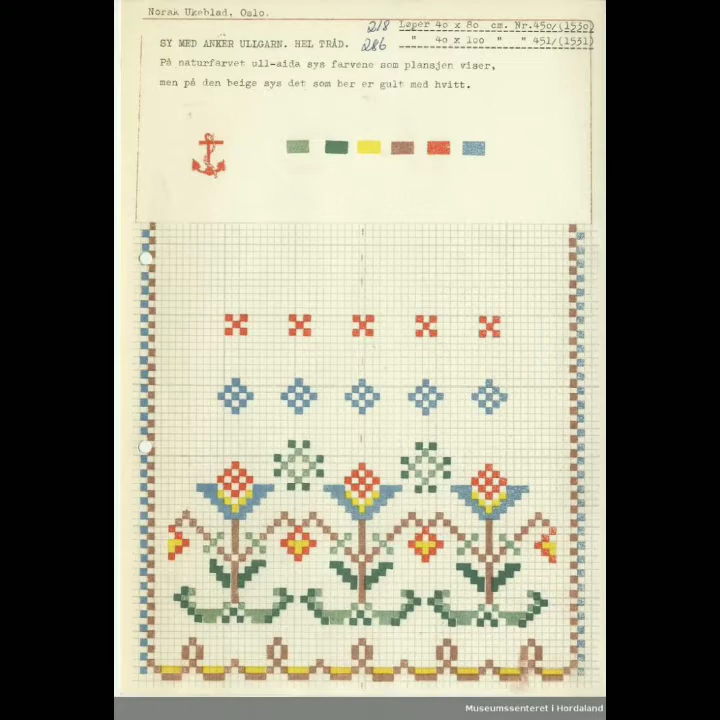 Norsk Ukeblad, Oslo.
218 Løper 40 x 80 cm. Nr.450/(1530)
SY MED ANKER ULLGARN. HEL TRÅD. 286 " 40 x 100 " " 451/(1531)
På naturfarvet ull-aida sys farvene som plansjen viser,
men på den beige sys det som her er gult med hvitt.
Museumssenteret i Hordaland